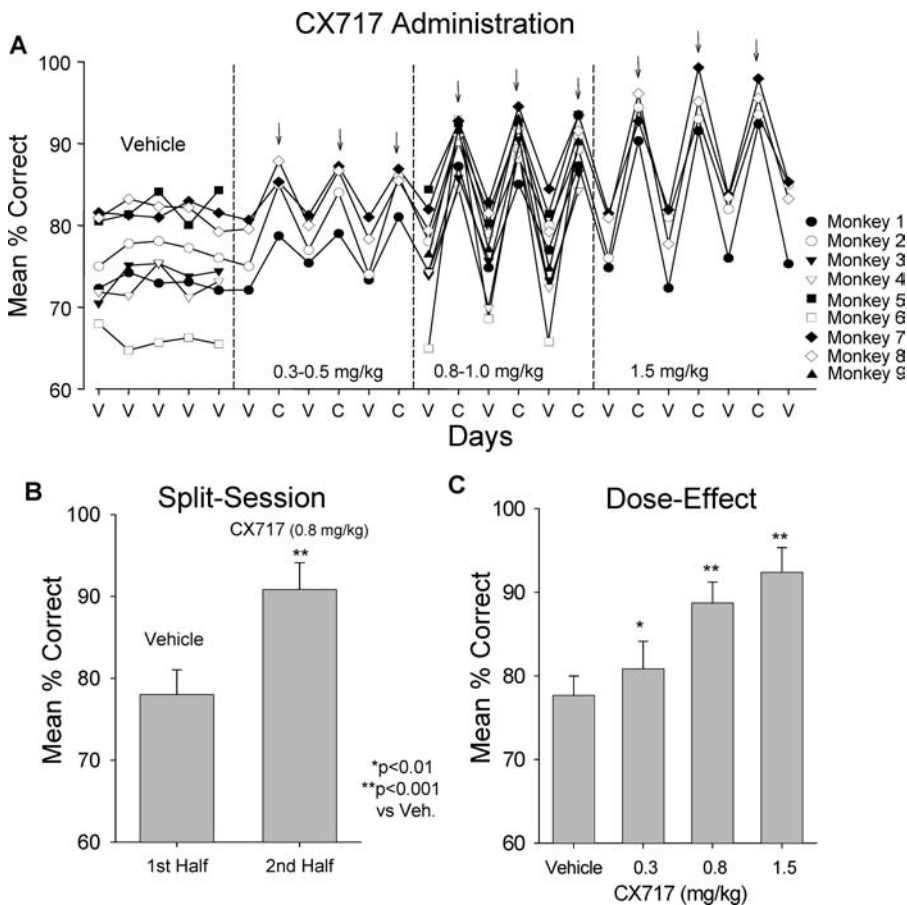 CX717 Administration
A
100
90
80
70
60
Mean % Correct
Vehicle
0.3-0.5 mg/kg
0.8-1.0 mg/kg
1.5 mg/kg
V V V V V V C V C V C V C V C V C V C V C V C V
Days
Monkey 1
Monkey 2
Monkey 3
Monkey 4
Monkey 5
Monkey 6
Monkey 7
Monkey 8
Monkey 9
B
Split-Session
100
90
80
70
60
Mean % Correct
CX717 (0.8 mg/kg)
**
Vehicle
*p<0.01
**p<0.001
vs Veh.
1st Half 2nd Half
C
Dose-Effect
100
90
80
70
60
Mean % Correct
*
**
**
Vehicle 0.3 0.8 1.5
CX717 (mg/kg)